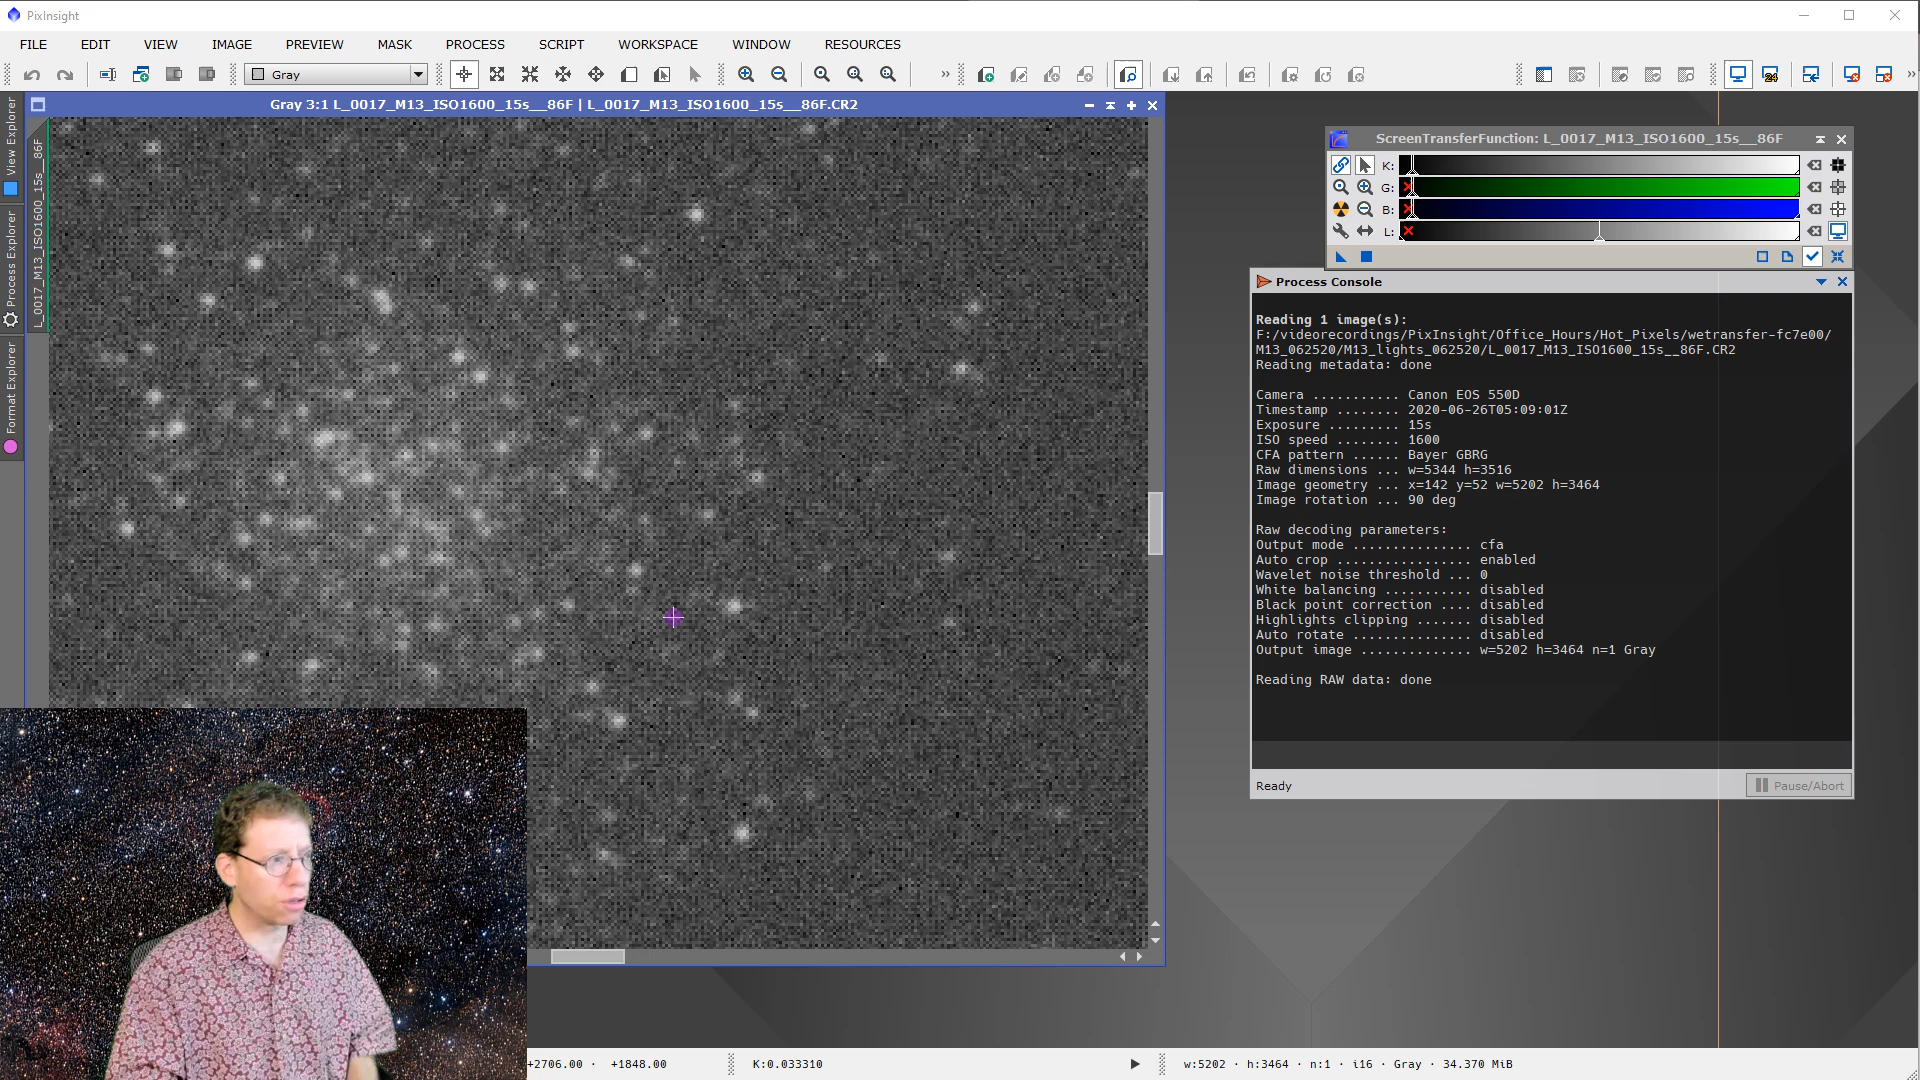 PixInsight
FILE EDIT VIEW IMAGE PREVIEW MASK PROCESS SCRIPT WORKSPACE WINDOW RESOURCES
Gray
24
Gray 3:1 L_0017_M13_ISO1600_15s__86F | L_0017_M13_ISO1600_15s__86F.CR2
View Explorer
Process Explorer
Format Explorer
L_0017_M13_ISO1600_15s__86F
ScreenTransferFunction: L_0017_M13_ISO1600_15s__86F
K:
G:
B:
L:
Process Console
Reading 1 image(s):
F:/videorecordings/PixInsight/Office_Hours/Hot_Pixels/wetransfer-fc7e00/
M13_062520/M13_lights_062520/L_0017_M13_ISO1600_15s__86F.CR2
Reading metadata: done
Camera ........... Canon EOS 550D
Timestamp ........ 2020-06-26T05:09:01Z
Exposure ......... 15s
ISO speed ........ 1600
CFA pattern ...... Bayer GBRG
Raw dimensions ... w=5344 h=3516
Image geometry ... x=142 y=52 w=5202 h=3464
Image rotation ... 90 deg
Raw decoding parameters:
Output mode ............... cfa
Auto crop ................. enabled
Wavelet noise threshold ... 0
White balancing ........... disabled
Black point correction .... disabled
Highlights clipping ....... disabled
Auto rotate ............... disabled
Output image .............. w=5202 h=3464 n=1 Gray
Reading RAW data: done
Ready
Pause/Abort
+2706.00 · +1848.00
K:0.033310
w:5202 · h:3464 · n:1 · i16 · Gray · 34.370 MiB